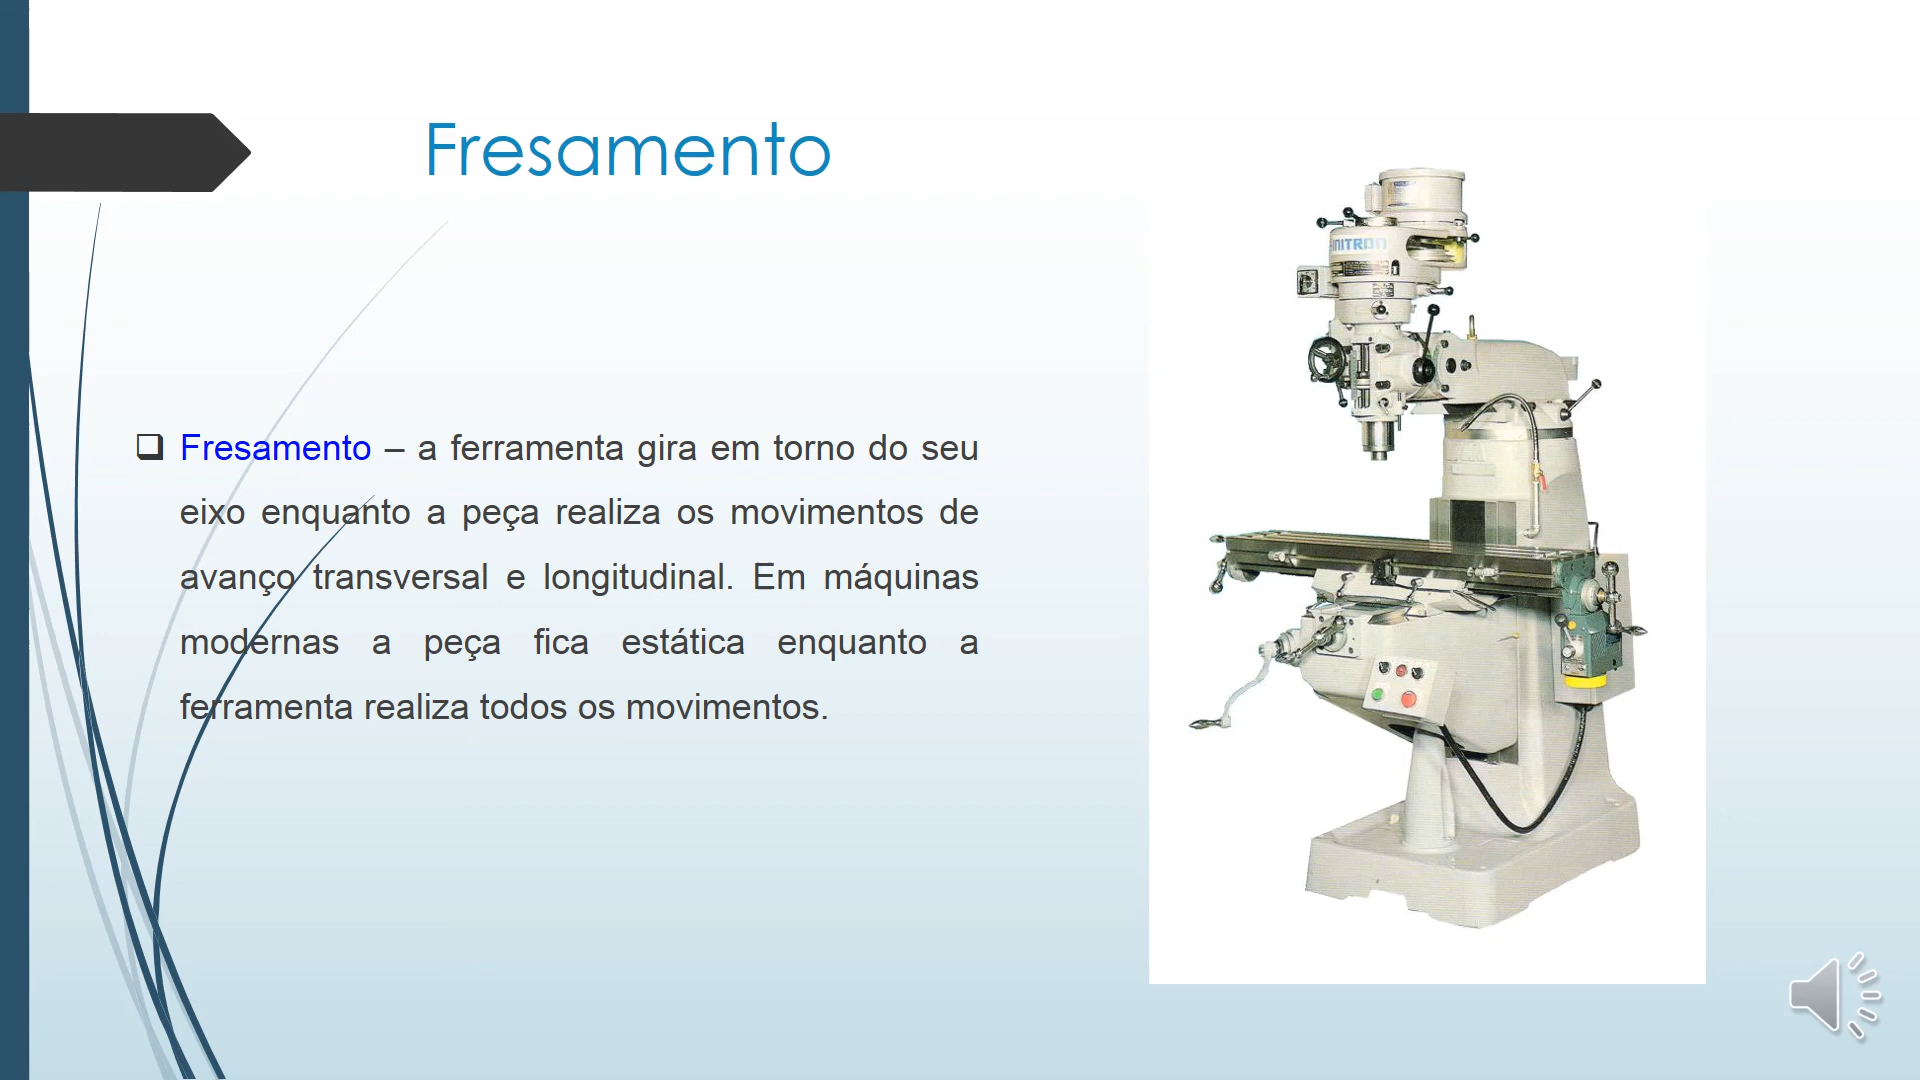 Fresamento
Fresamento – a ferramenta gira em torno do seu
eixo enquanto a peça realiza os movimentos de
avanço transversal e longitudinal. Em máquinas
modernas a peça fica estática enquanto a
ferramenta realiza todos os movimentos.
INITRON